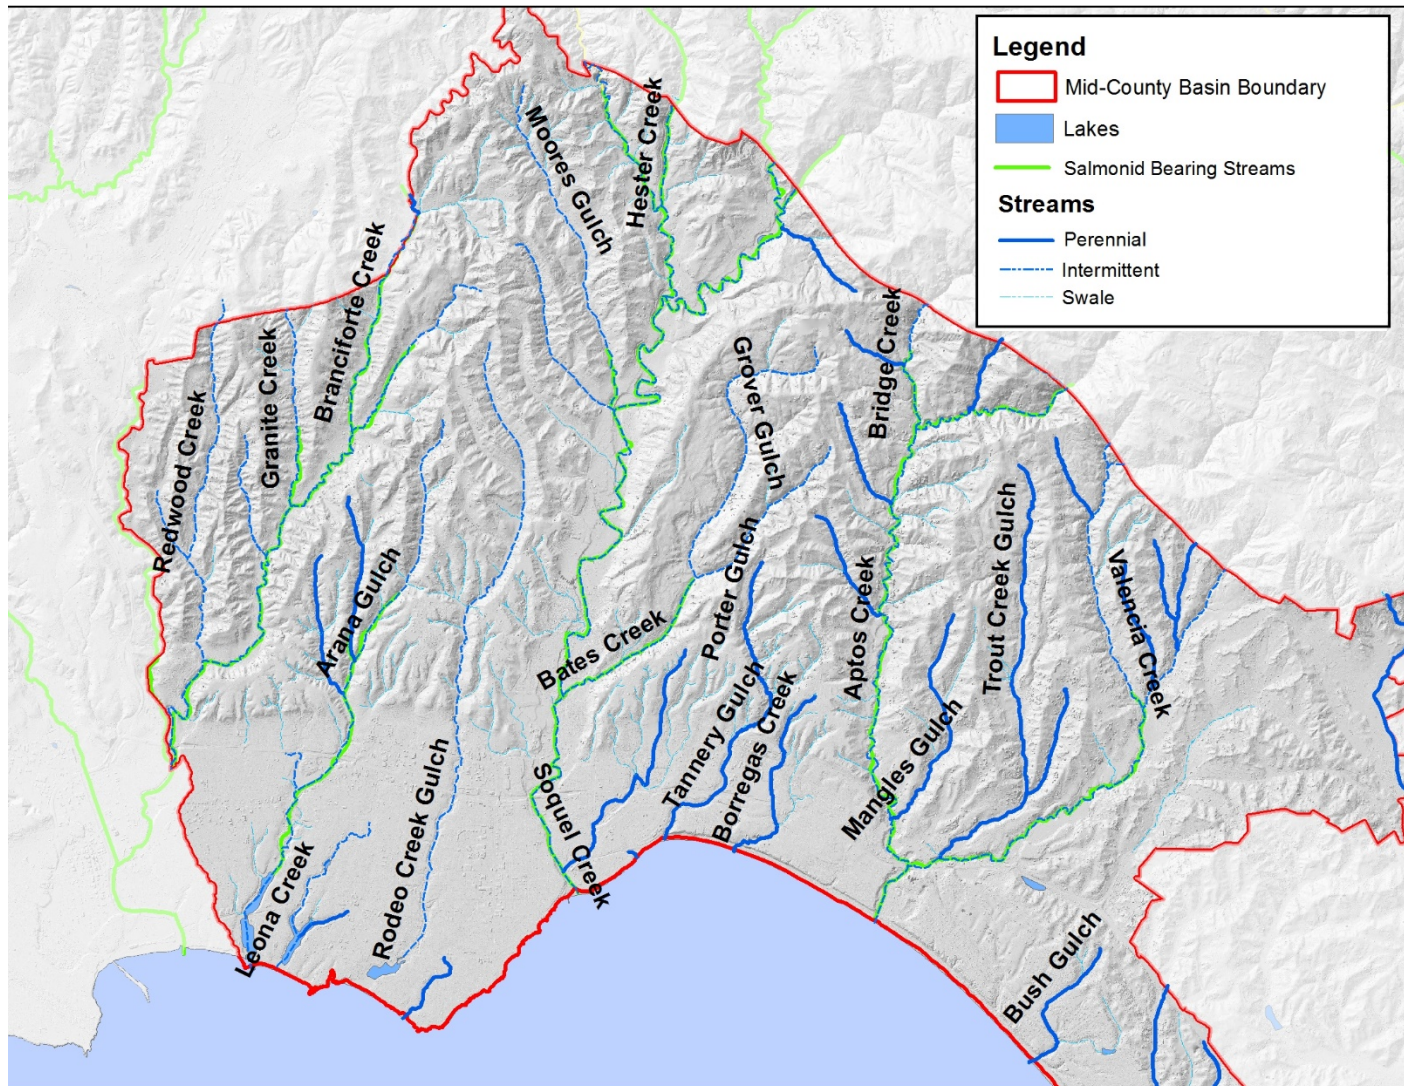 Legend
Mid-County Basin Boundary
Lakes
Salmonid Bearing Streams
Streams
Perennial
Intermittent
Swale
Moores Gulch
Hester Creek
Branciforte Creek
Granite Creek
Redwood Creek
Grover Gulch
Bridge Creek
Arana Gulch
Porter Gulch
Bates Creek
Aptos Creek
Trout Creek Gulch
Valencia Creek
Tannery Gulch
Borregas Creek
Mangles Gulch
Soquel Creek
Rodeo Creek Gulch
Leona Creek
Bush Gulch